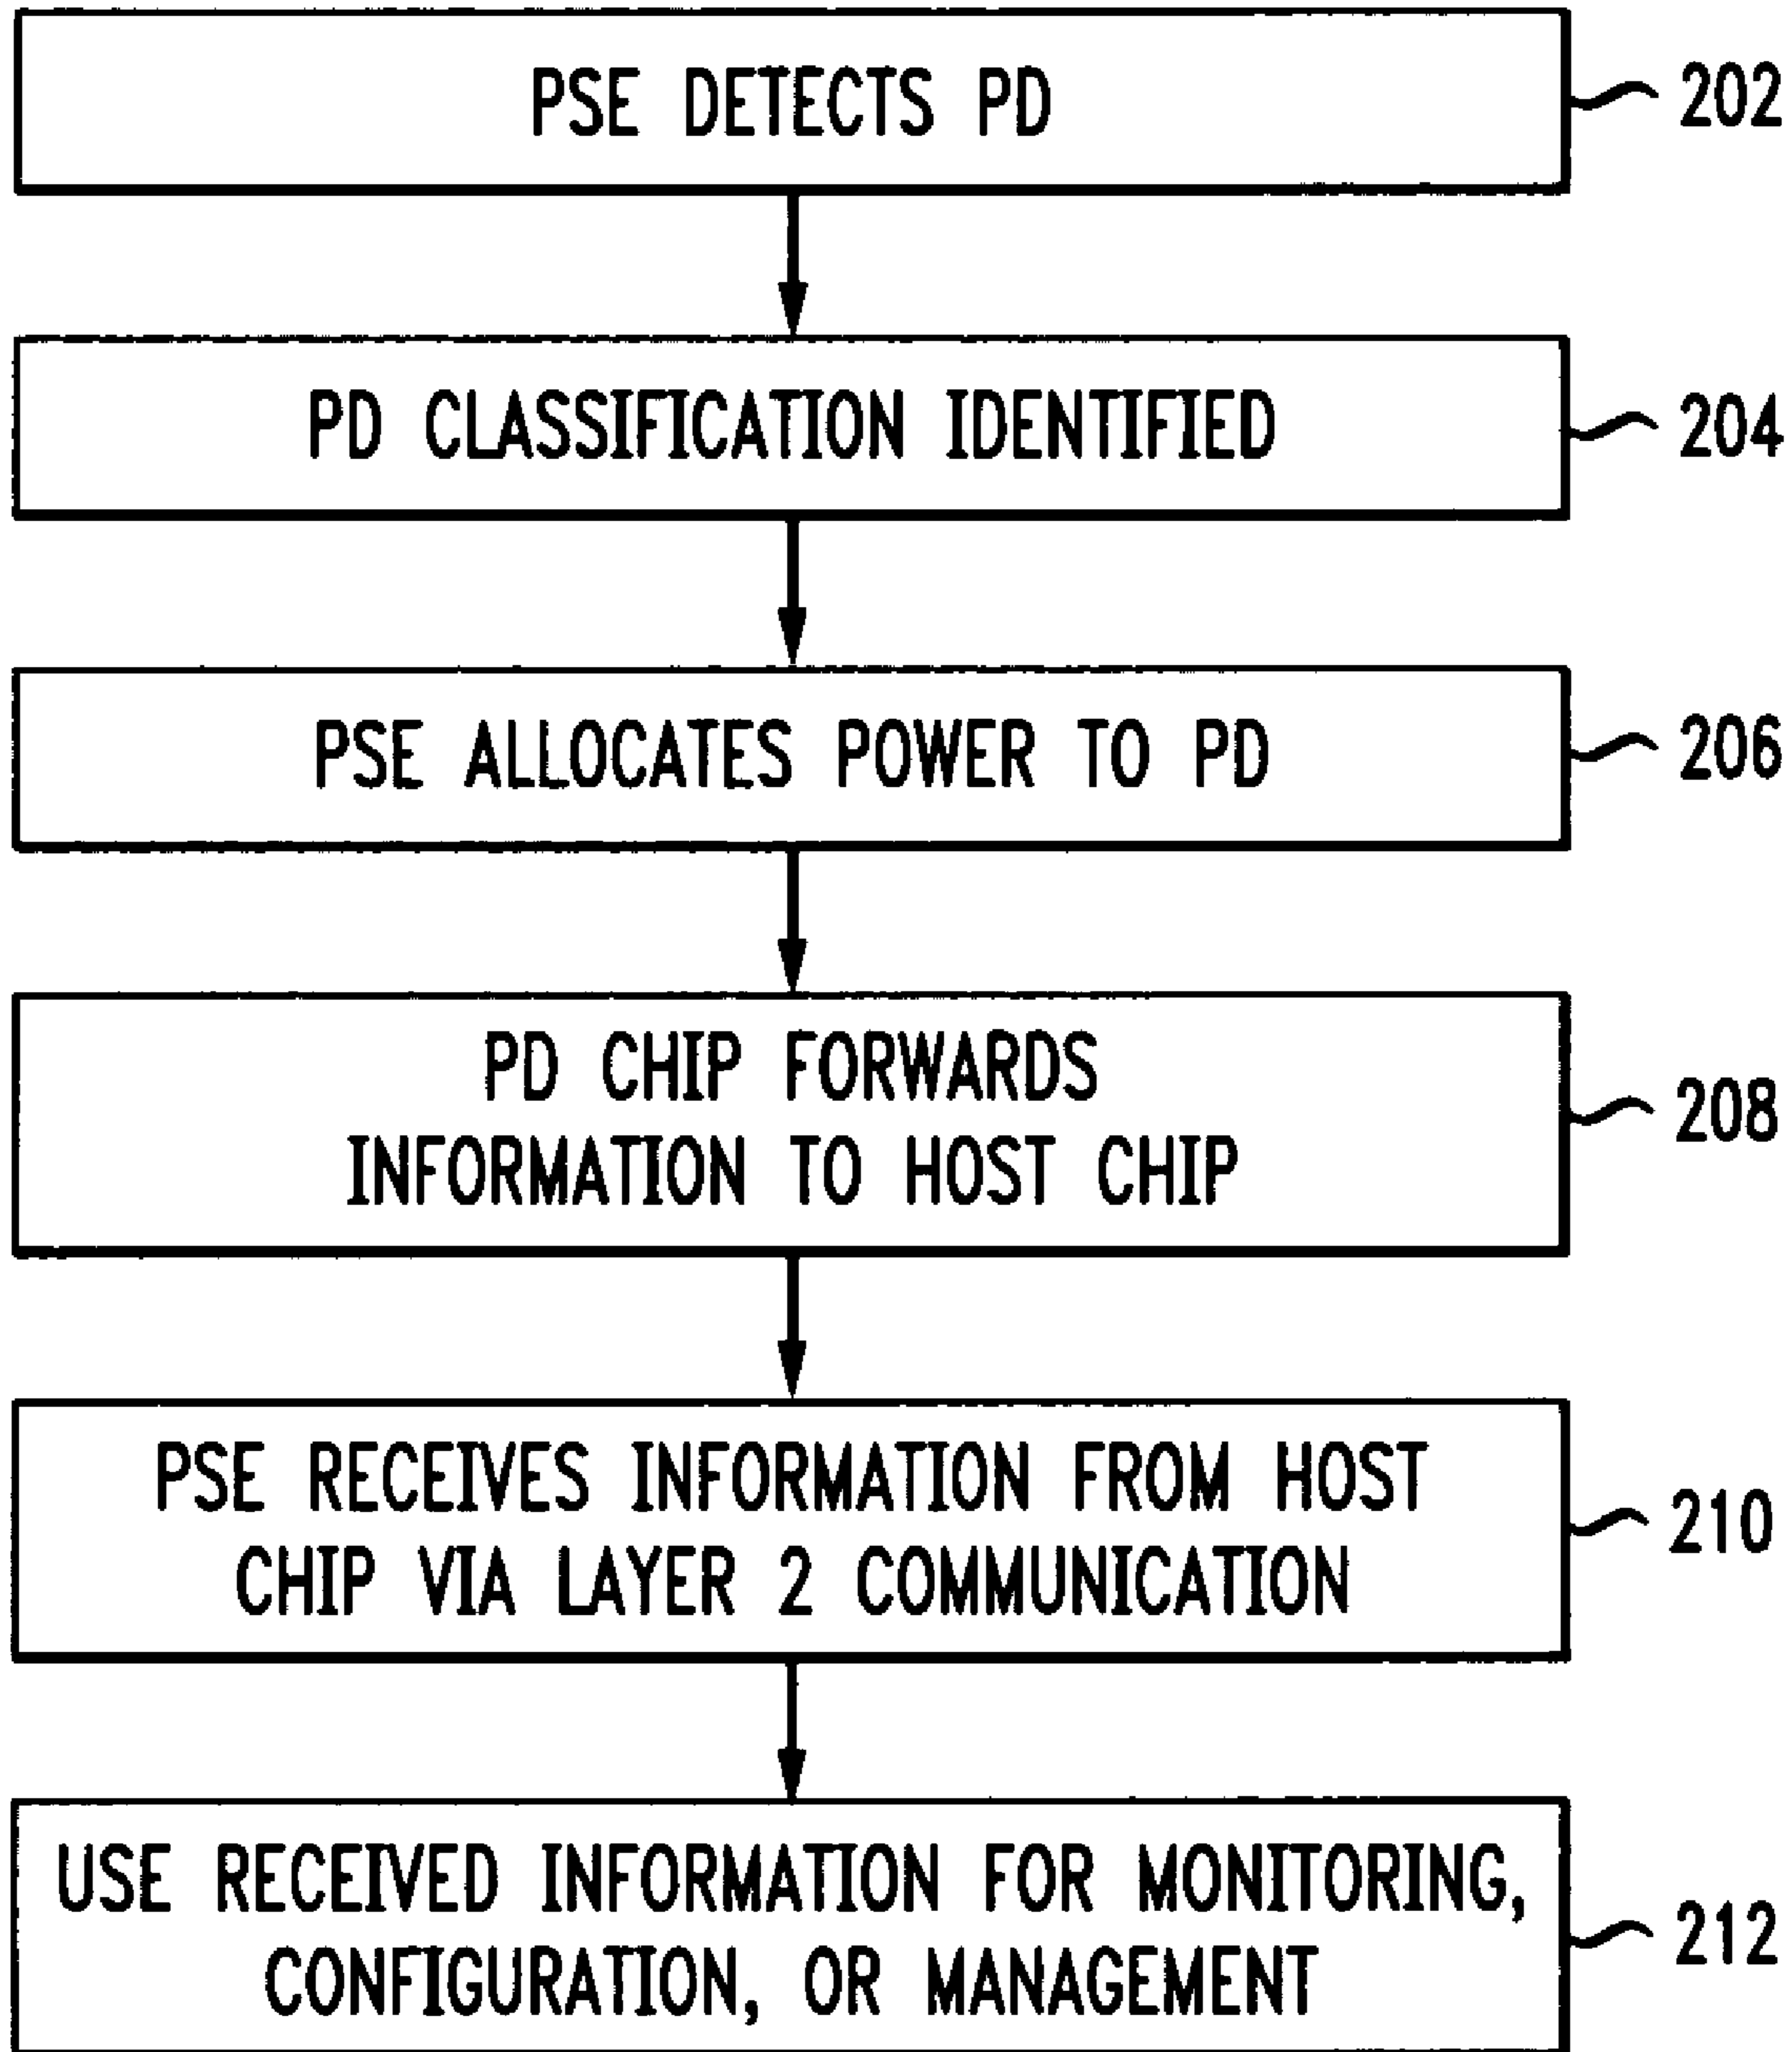 PSE DETECTS PD
202
PD CLASSIFICATION IDENTIFIED
204
PSE ALLOCATES POWER TO PD
206
PD CHIP FORWARDS
INFORMATION TO HOST CHIP
208
PSE RECEIVES INFORMATION FROM HOST
CHIP VIA LAYER 2 COMMUNICATION
210
USE RECEIVED INFORMATION FOR MONITORING,
CONFIGURATION, OR MANAGEMENT
212